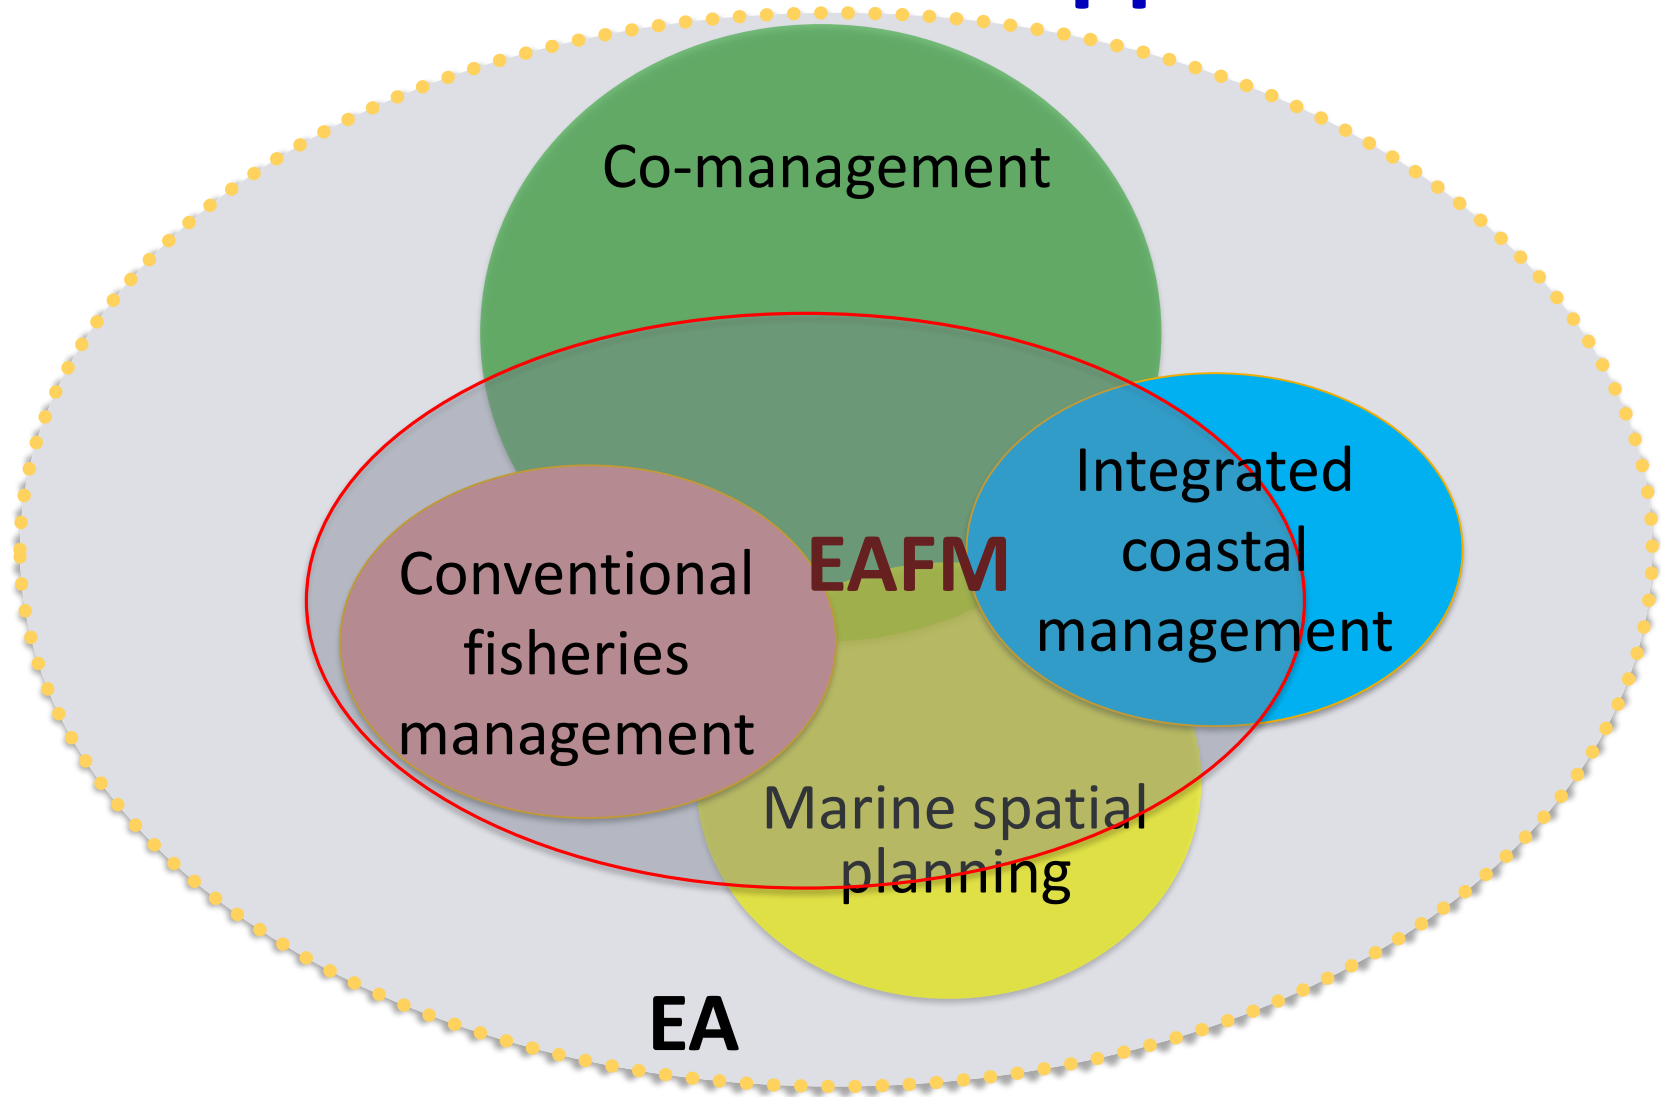 Co-management
Integrated
coastal
management
EAFM
Conventional
fisheries
management
Marine spatial
planning
EA